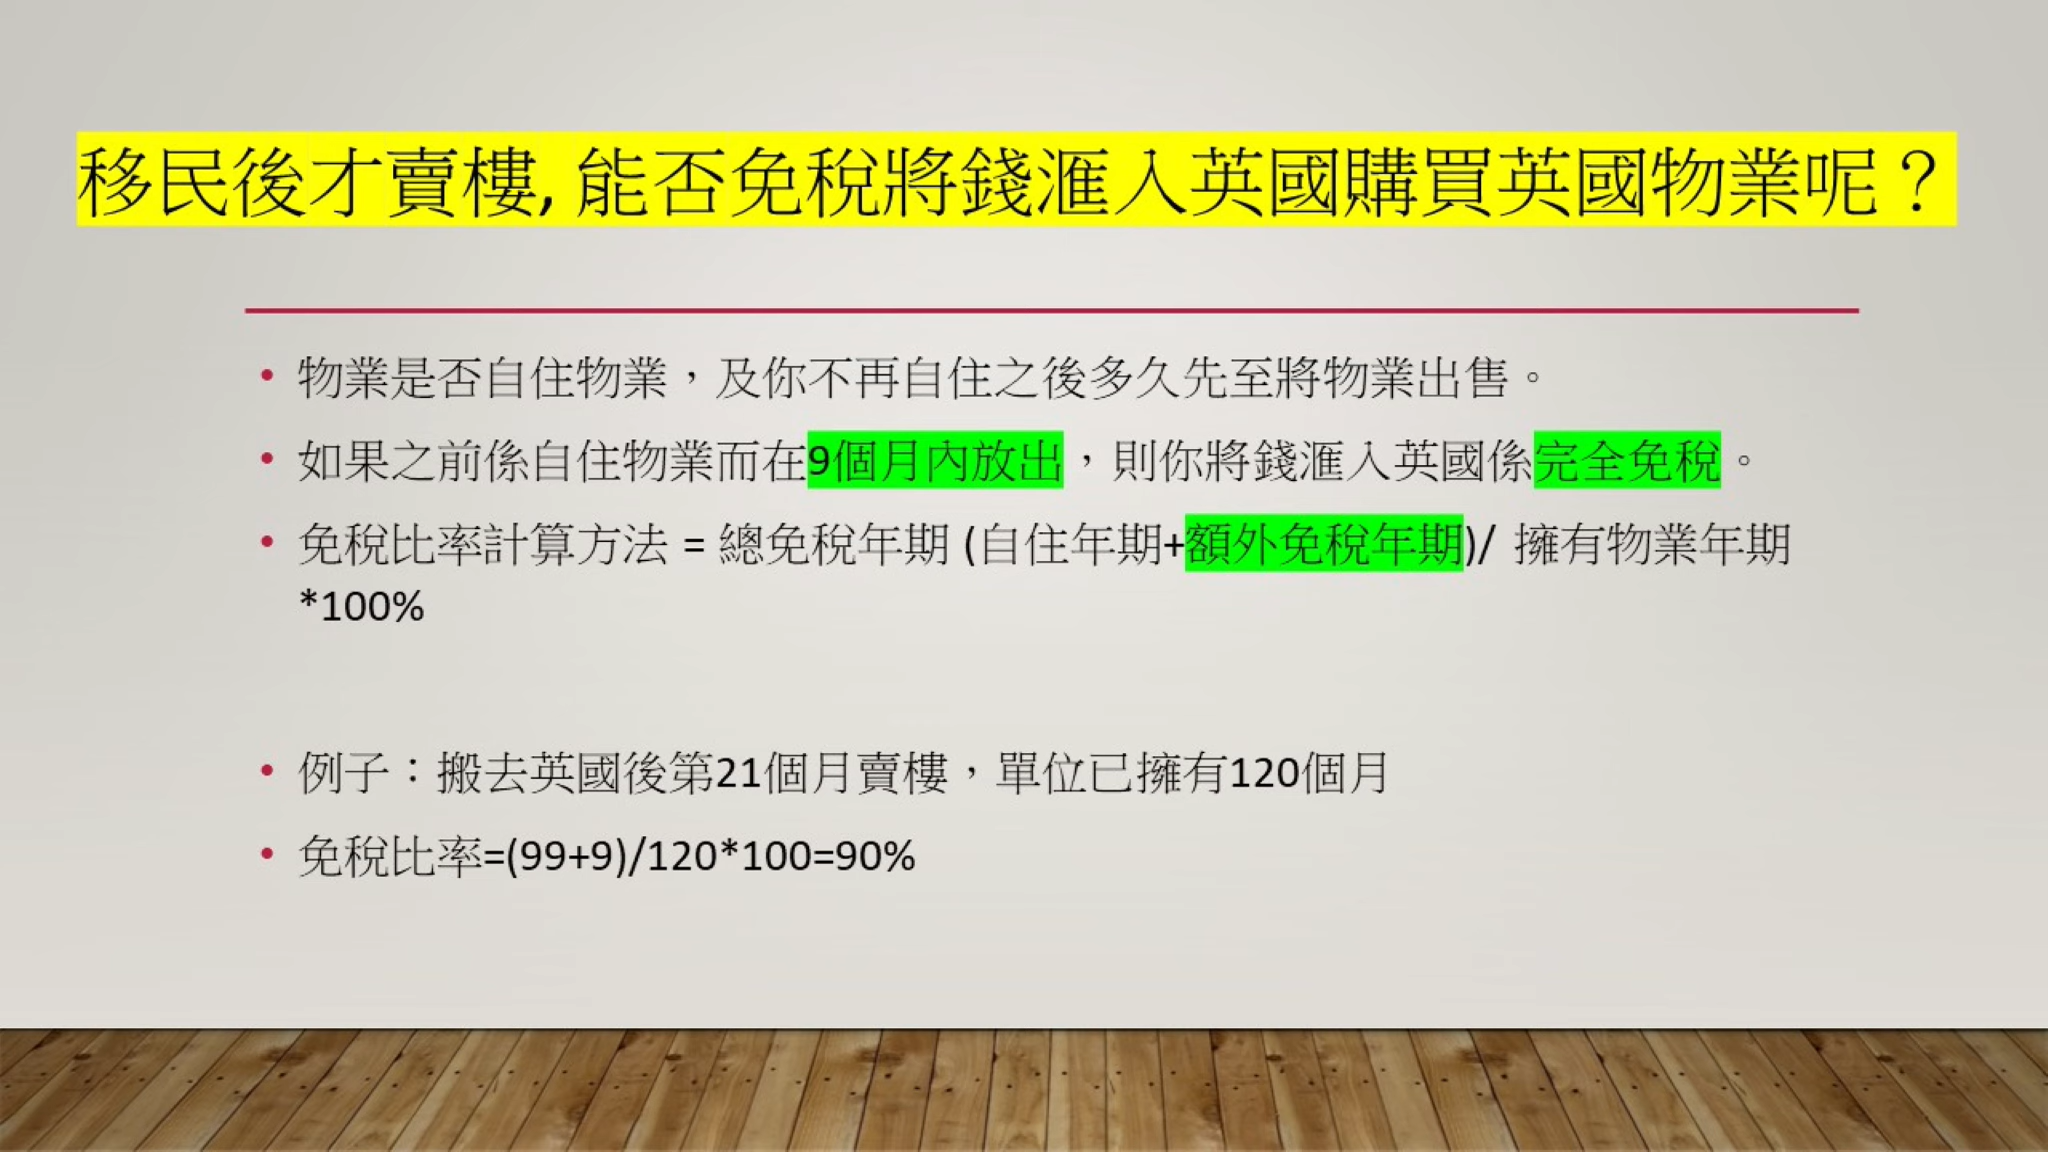 移民後才賣樓, 能否免稅將錢滙入英國購買英國物業呢？
• 物業是否自住物業，及你不再自住之後多久先至將物業出售。
• 如果之前係自住物業而在9個月內放出，則你將錢滙入英國係完全免稅。
• 免稅比率計算方法 = 總免稅年期 (自住年期+額外免稅年期)/ 擁有物業年期
*100%
• 例子：搬去英國後第21個月賣樓，單位已擁有120個月
• 免稅比率=(99+9)/120*100=90%